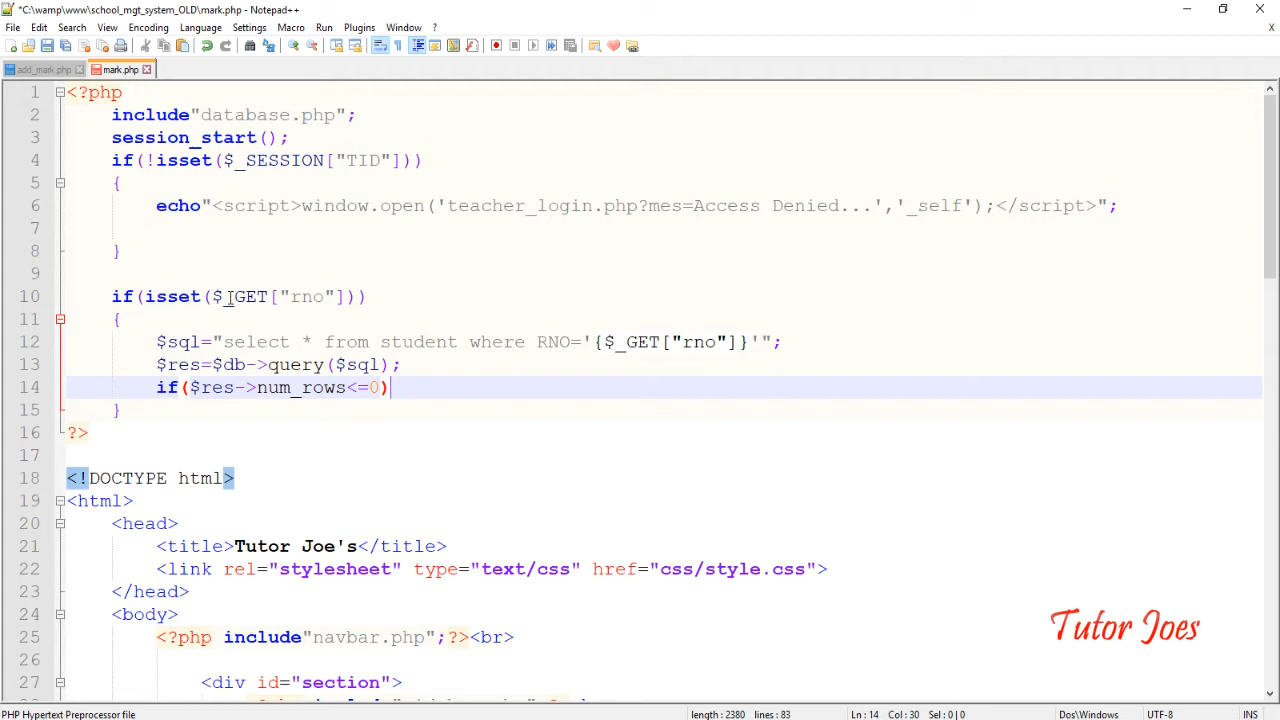 *C:\wamp\www\school_mgt_system_OLD\mark.php - Notepad++
File Edit Search View Encoding Language Settings Macro Run Plugins Window ?
X
add_mark.php mark.php
1 <?php
2 include"database.php";
3 session_start();
4 if(!isset($_SESSION["TID"]))
5 {
6 echo"<script>window.open('teacher_login.php?mes=Access Denied...','_self');</script>";
7
8 }
9
10 if(isset($_GET["rno"]))
11 {
12 $sql="select * from student where RNO='{$_GET["rno"]}'";
13 $res=$db->query($sql);
14 if($res->num_rows<=0)
15 }
16 ?>
17
18 <!DOCTYPE html>
19 <html>
20 <head>
21 <title>Tutor Joe's</title>
22 <link rel="stylesheet" type="text/css" href="css/style.css">
23 </head>
24 <body>
25 <?php include"navbar.php";?><br>
26
27 <div id="section">
Tutor Joes
PHP Hypertext Preprocessor file length : 2380 lines : 83 Ln : 14 Col : 30 Sel : 0 | 0 Dos\Windows UTF-8 INS